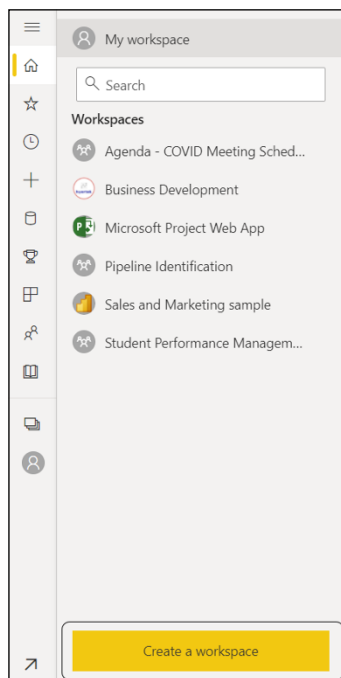 My workspace
Search
Workspaces
Agenda - COVID Meeting Sched...
Business Development
Microsoft Project Web App
Pipeline Identification
Sales and Marketing sample
Student Performance Managem...
Create a workspace